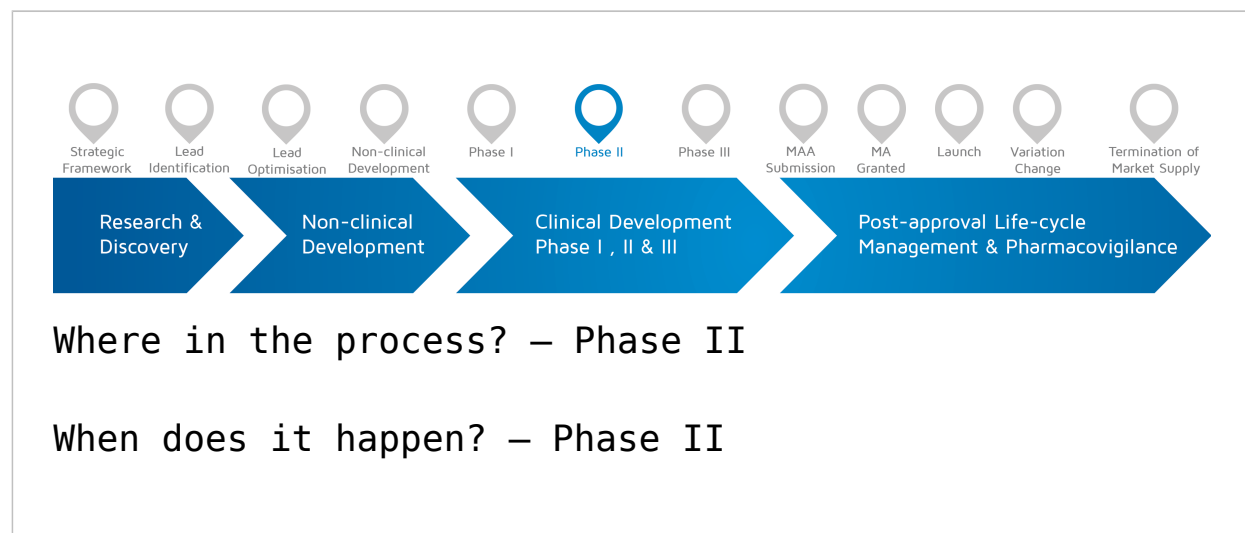 Strategic
Framework
Lead
Identification
Lead
Optimisation
Non-clinical
Development
Phase I
Phase II
Phase III
MAA
Submission
MA
Granted
Launch
Variation
Change
Termination of
Market Supply
Research &
Discovery
Non-clinical
Development
Clinical Development
Phase I , II & III
Post-approval Life-cycle
Management & Pharmacovigilance
Where in the process? – Phase II
When does it happen? – Phase II